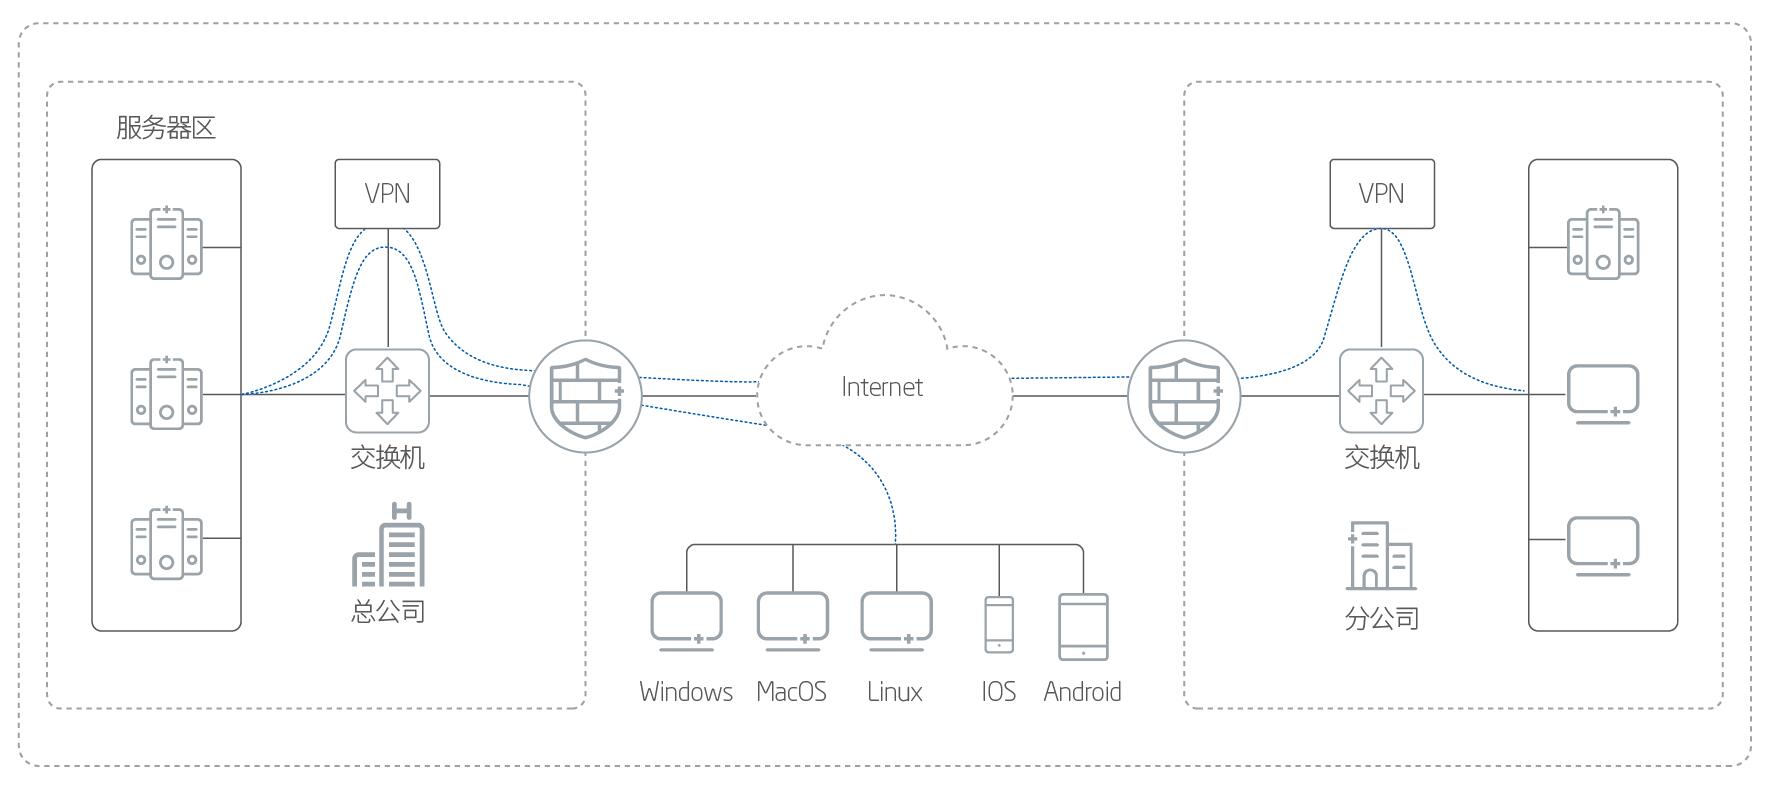 服务器区
VPN
VPN
Internet
交换机
交换机
总公司
分公司
Windows
MacOS
Linux
IOS
Android